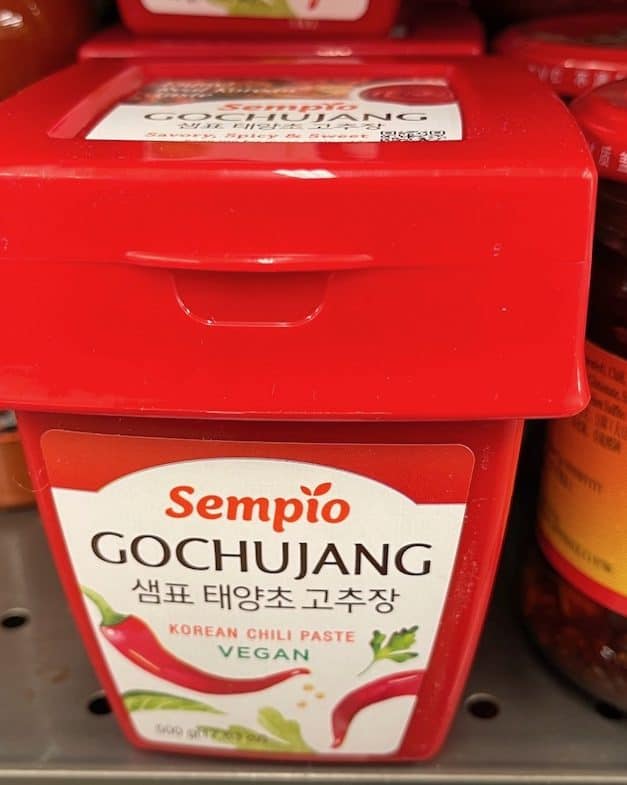 Sempio
GOCHUJANG
샘표 태양초 고추장
Savory, Spicy & Sweet
Sempio
GOCHUJANG
샘표 태양초 고추장
KOREAN CHILI PASTE
VEGAN